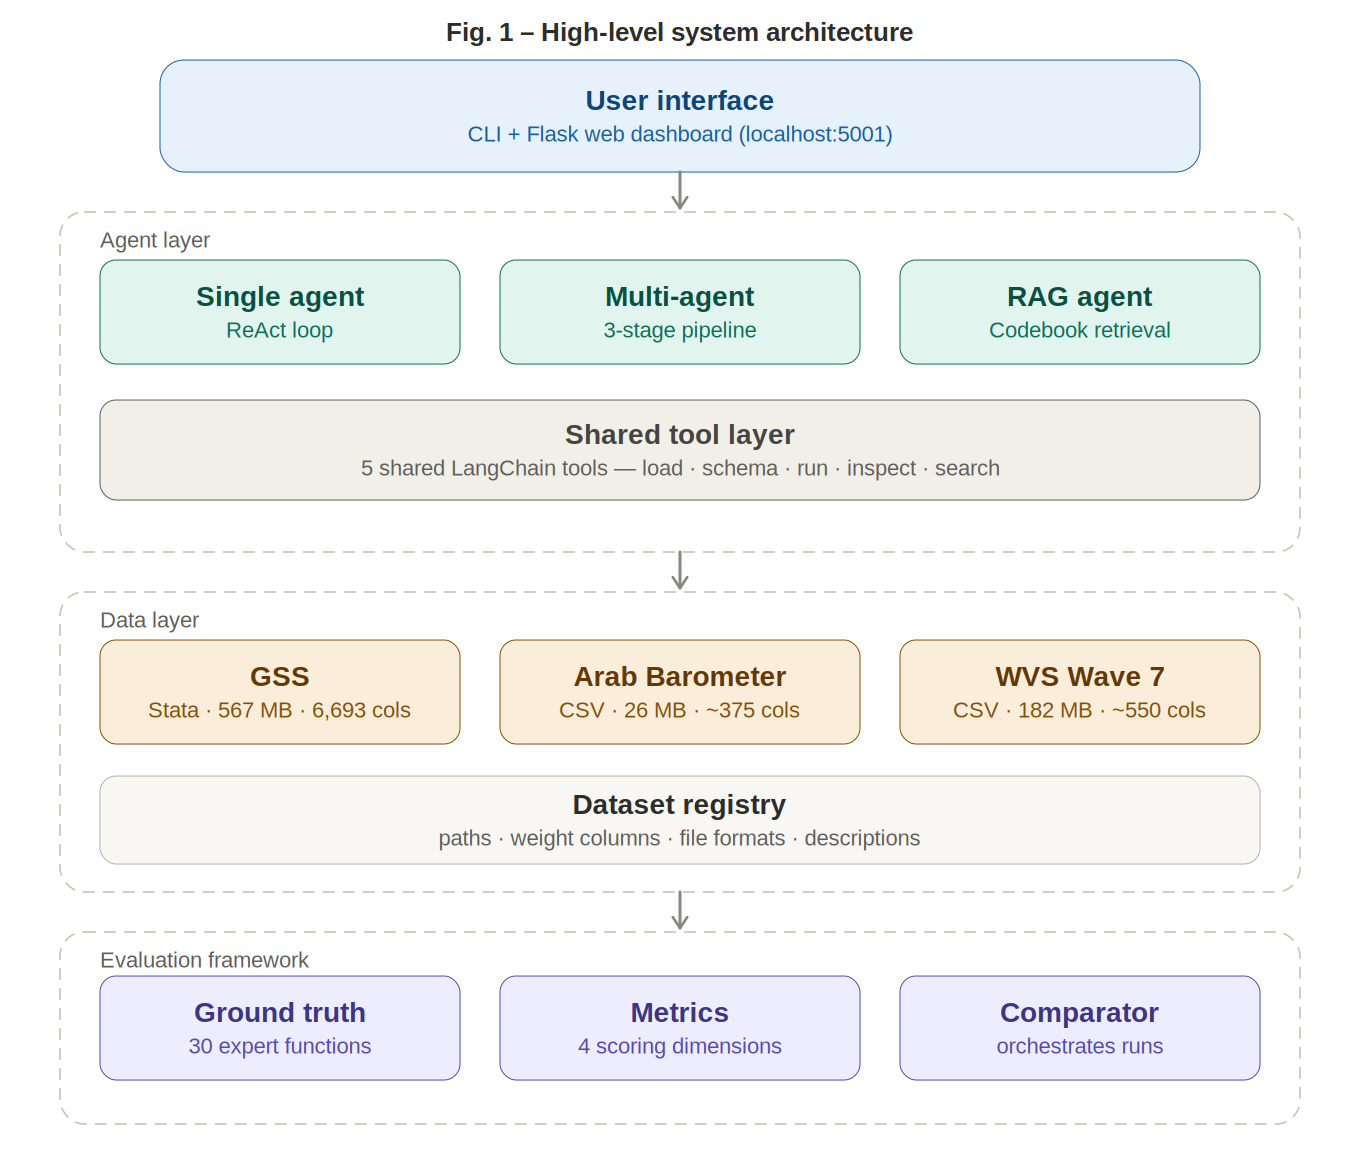 Fig. 1 – High-level system architecture
User interface
CLI + Flask web dashboard (localhost:5001)
Agent layer
Single agent
ReAct loop
Multi-agent
3-stage pipeline
RAG agent
Codebook retrieval
Shared tool layer
5 shared LangChain tools — load · schema · run · inspect · search
Data layer
GSS
Stata · 567 MB · 6,693 cols
Arab Barometer
CSV · 26 MB · ~375 cols
WVS Wave 7
CSV · 182 MB · ~550 cols
Dataset registry
paths · weight columns · file formats · descriptions
Evaluation framework
Ground truth
30 expert functions
Metrics
4 scoring dimensions
Comparator
orchestrates runs